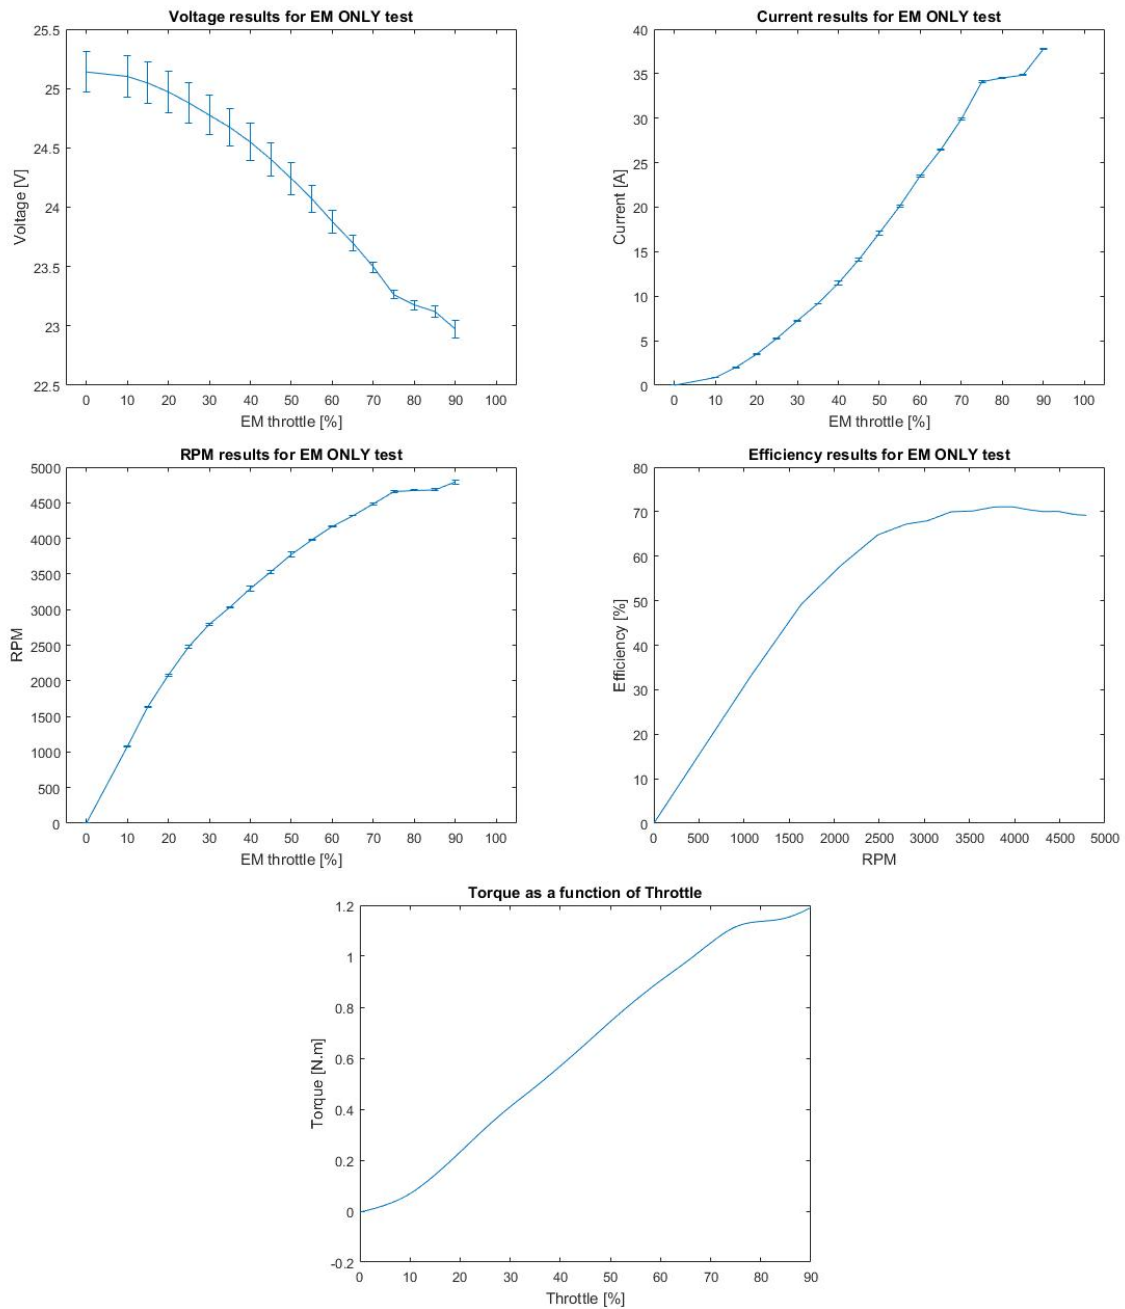 Voltage results for EM ONLY test
25.5
25
24.5
24
23.5
23
22.5
Voltage [V]
0 10 20 30 40 50 60 70 80 90 100
EM throttle [%]
Current results for EM ONLY test
40
35
30
25
20
15
10
5
0
Current [A]
0 10 20 30 40 50 60 70 80 90 100
EM throttle [%]
RPM results for EM ONLY test
5000
4500
4000
3500
3000
2500
2000
1500
1000
500
0
RPM
0 10 20 30 40 50 60 70 80 90 100
EM throttle [%]
Efficiency results for EM ONLY test
80
70
60
50
40
30
20
10
0
Efficiency [%]
0 500 1000 1500 2000 2500 3000 3500 4000 4500 5000
RPM
Torque as a function of Throttle
1.2
1
0.8
0.6
0.4
0.2
0
-0.2
Torque [N.m]
0 10 20 30 40 50 60 70 80 90
Throttle [%]